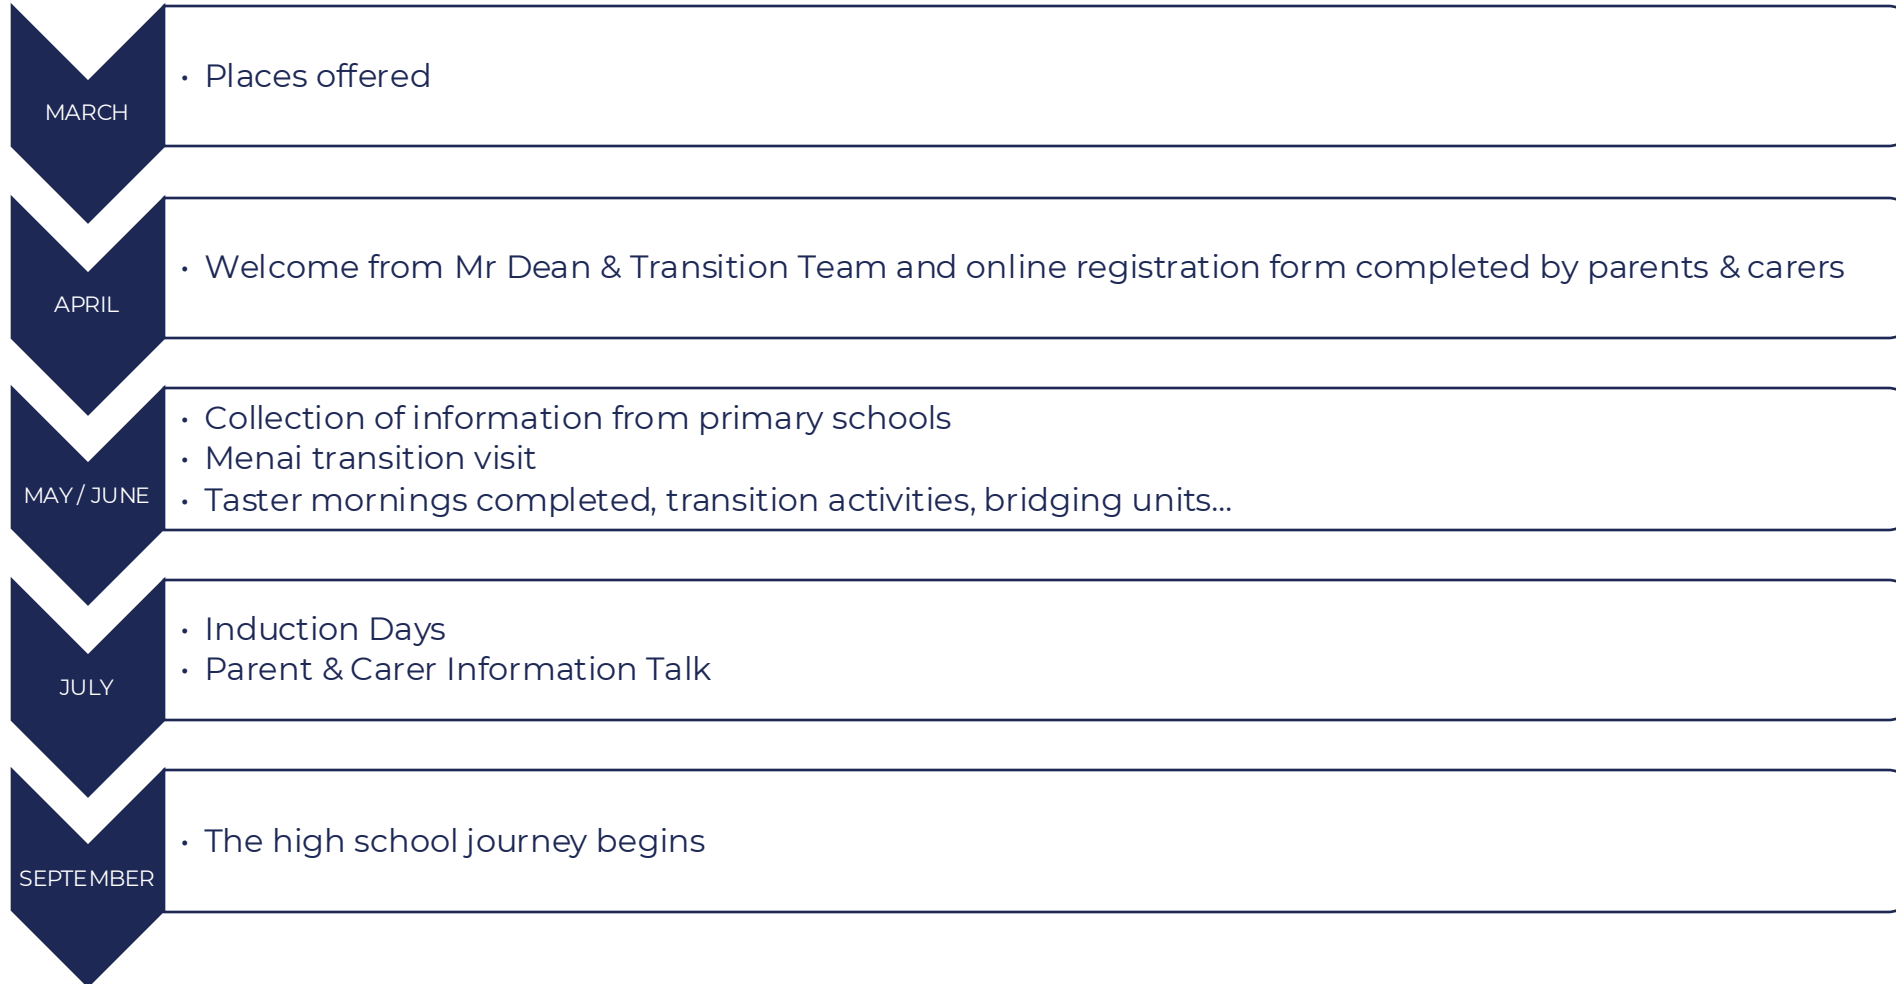 MARCH
• Places offered
APRIL
• Welcome from Mr Dean & Transition Team and online registration form completed by parents & carers
MAY / JUNE
• Collection of information from primary schools
• Menai transition visit
• Taster mornings completed, transition activities, bridging units...
JULY
• Induction Days
• Parent & Carer Information Talk
SEPTEMBER
• The high school journey begins